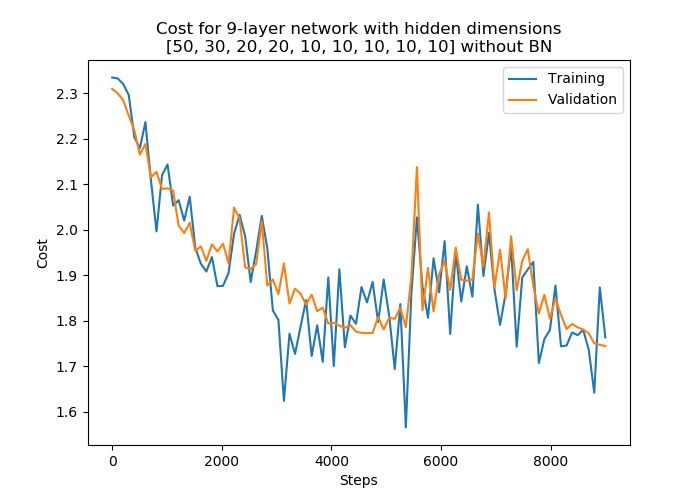 Cost for 9-layer network with hidden dimensions
[50, 30, 20, 20, 10, 10, 10, 10, 10] without BN
Training
Validation
2.3
2.2
2.1
2.0
1.9
1.8
1.7
1.6
Cost
0
2000
4000
6000
8000
Steps